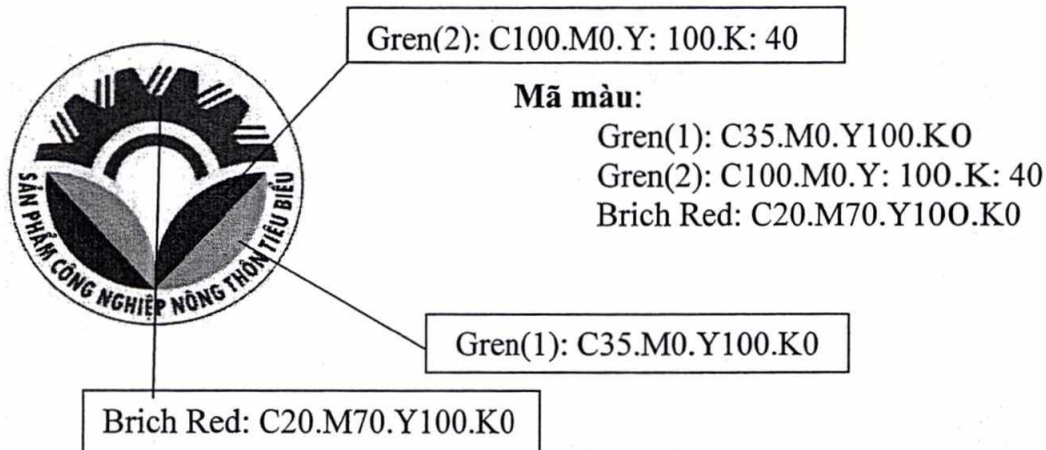 Gren(2): C100.M0.Y: 100.K: 40
Mã màu:
Gren(1): C35.M0.Y100.KO
Gren(2): C100.M0.Y: 100.K: 40
Brich Red: C20.M70.Y10O.K0
SẢN PHẨM CÔNG NGHIỆP NÔNG THÔN TIÊU BIỂU
Gren(1): C35.M0.Y100.K0
Brich Red: C20.M70.Y100.K0